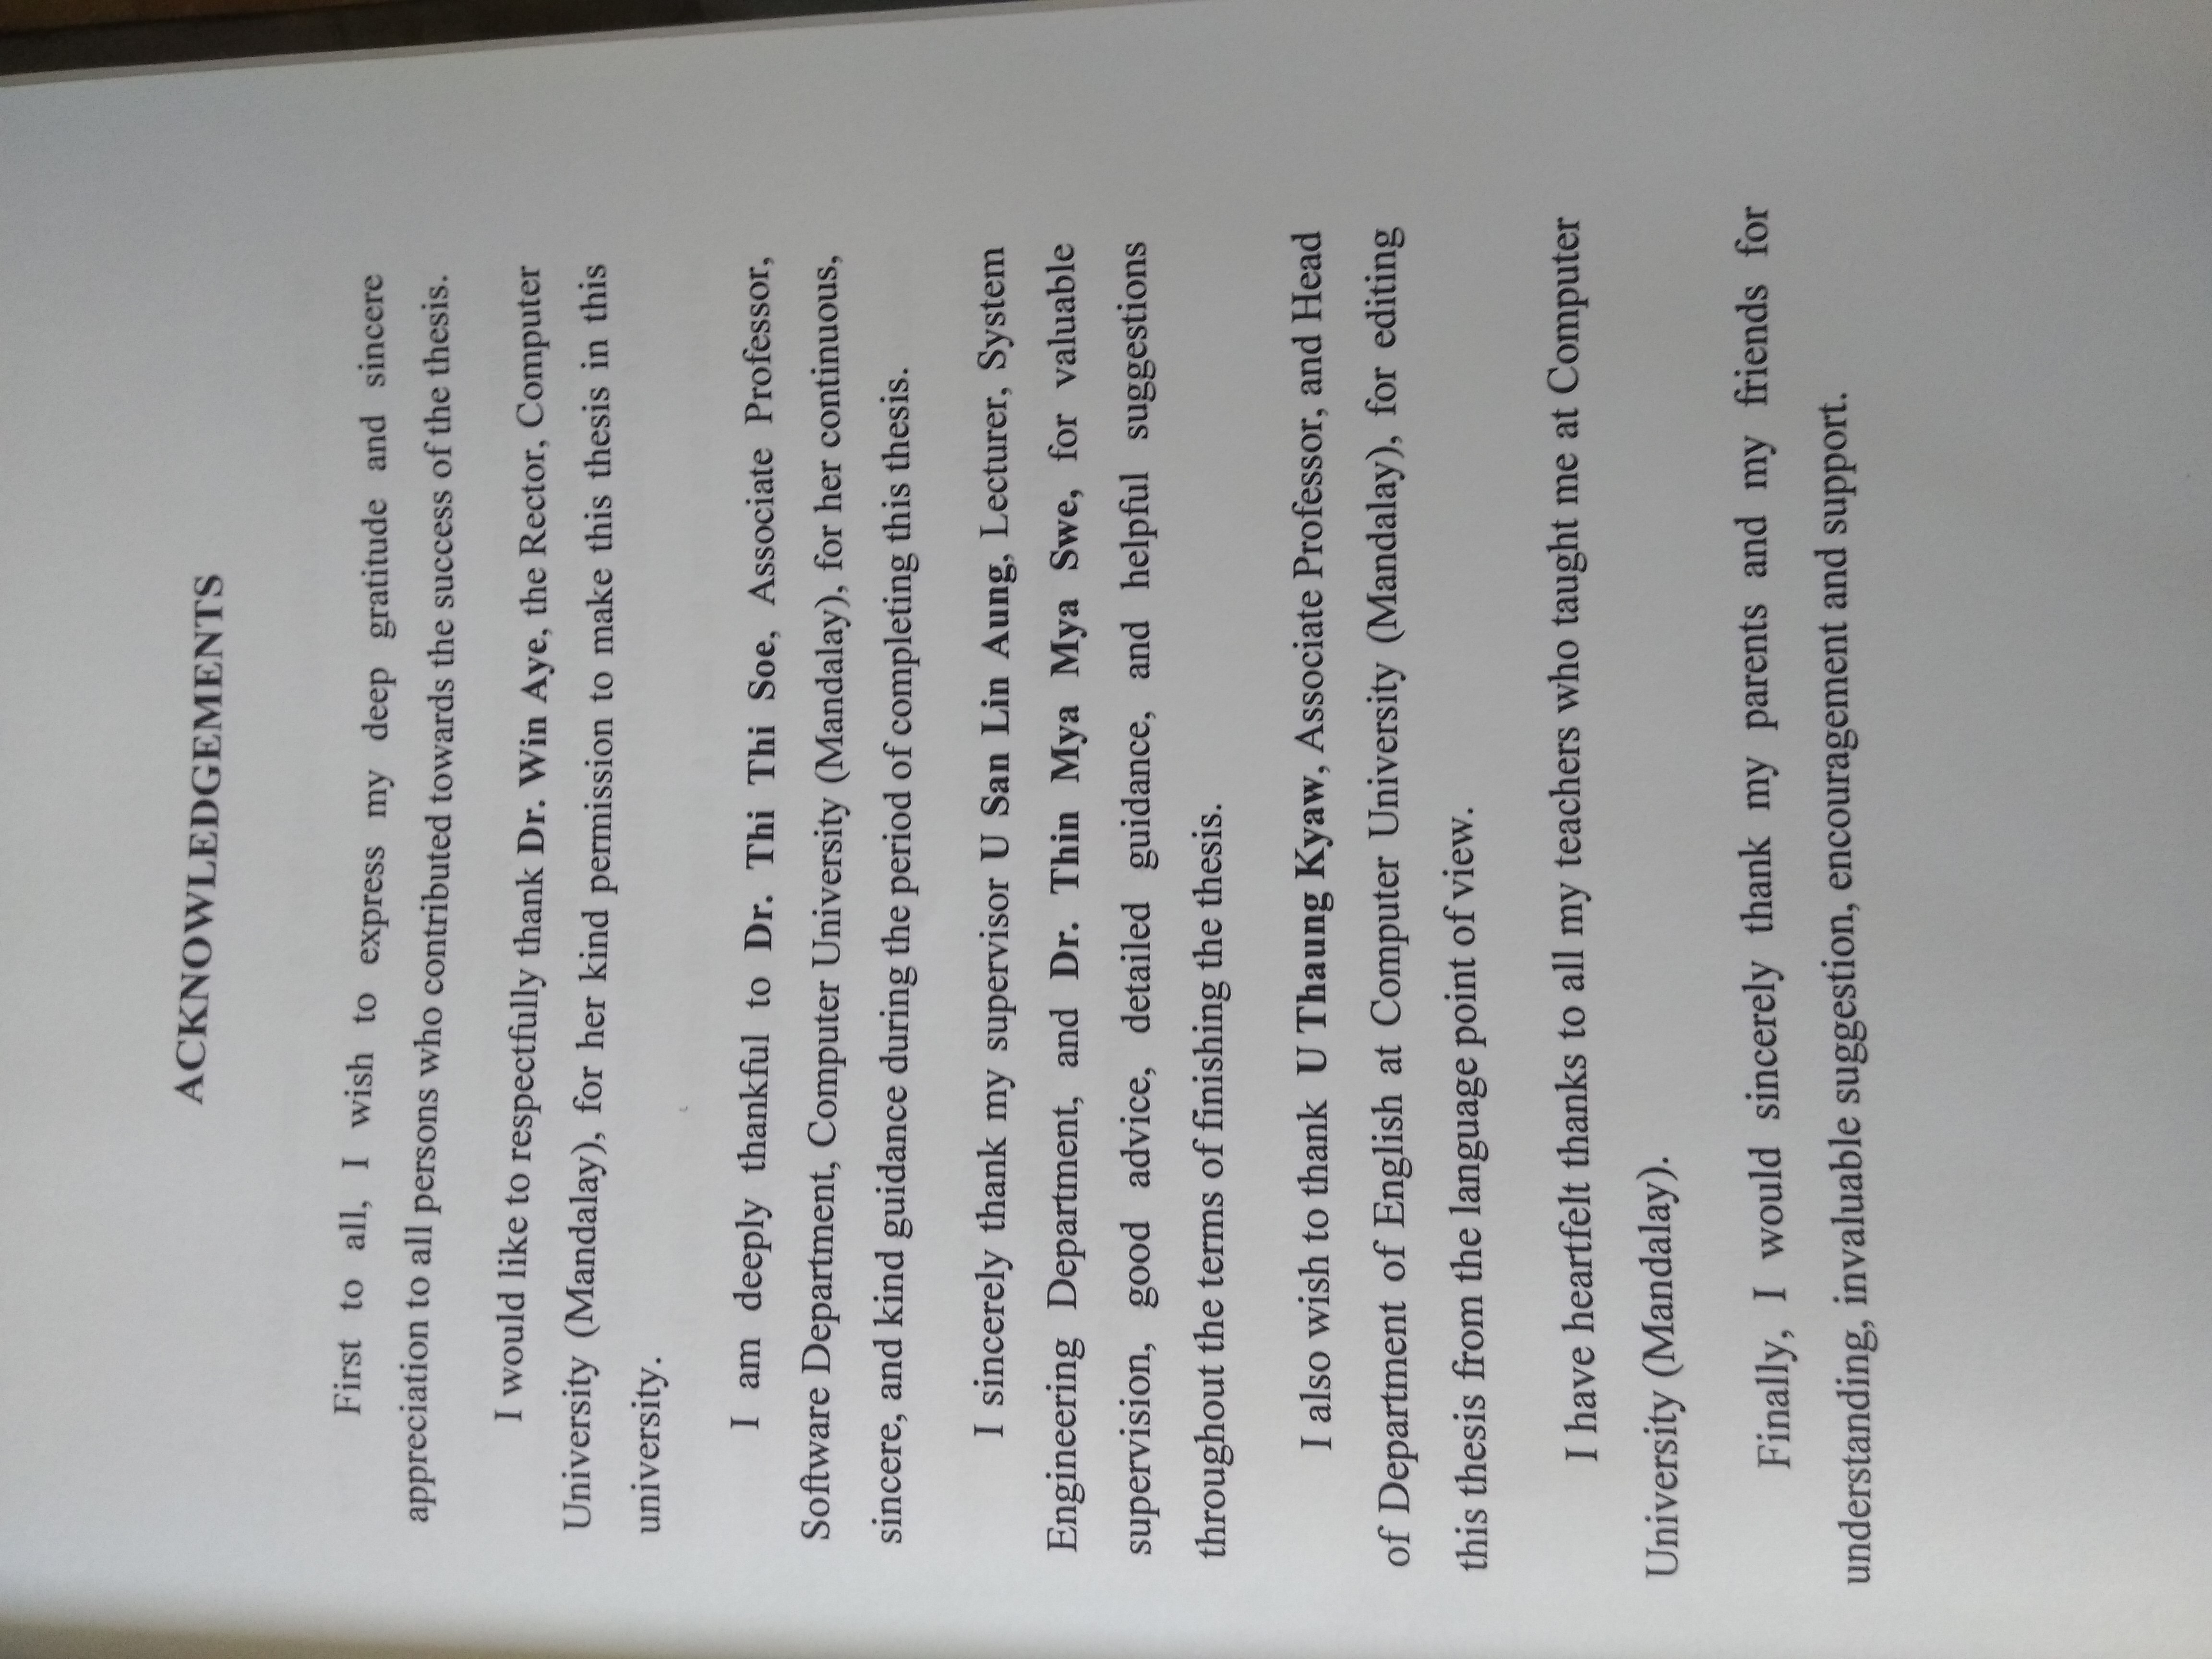 ACKNOWLEDGEMENTS
First to all, I wish to express my deep gratitude and sincere
appreciation to all persons who contributed towards the success of the thesis.
I would like to respectfully thank Dr. Win Aye, the Rector, Computer
University (Mandalay), for her kind permission to make this thesis in this
university.
I am deeply thankful to Dr. Thi Thi Soe, Associate Professor,
Software Department, Computer University (Mandalay), for her continuous,
sincere, and kind guidance during the period of completing this thesis.
I sincerely thank my supervisor U San Lin Aung, Lecturer, System
Engineering Department, and Dr. Thin Mya Mya Swe, for valuable
supervision, good advice, detailed guidance, and helpful suggestions
throughout the terms of finishing the thesis.
I also wish to thank U Thaung Kyaw, Associate Professor, and Head
of Department of English at Computer University (Mandalay), for editing
this thesis from the language point of view.
I have heartfelt thanks to all my teachers who taught me at Computer
University (Mandalay).
Finally, I would sincerely thank my parents and my friends for
understanding, invaluable suggestion, encouragement and support.